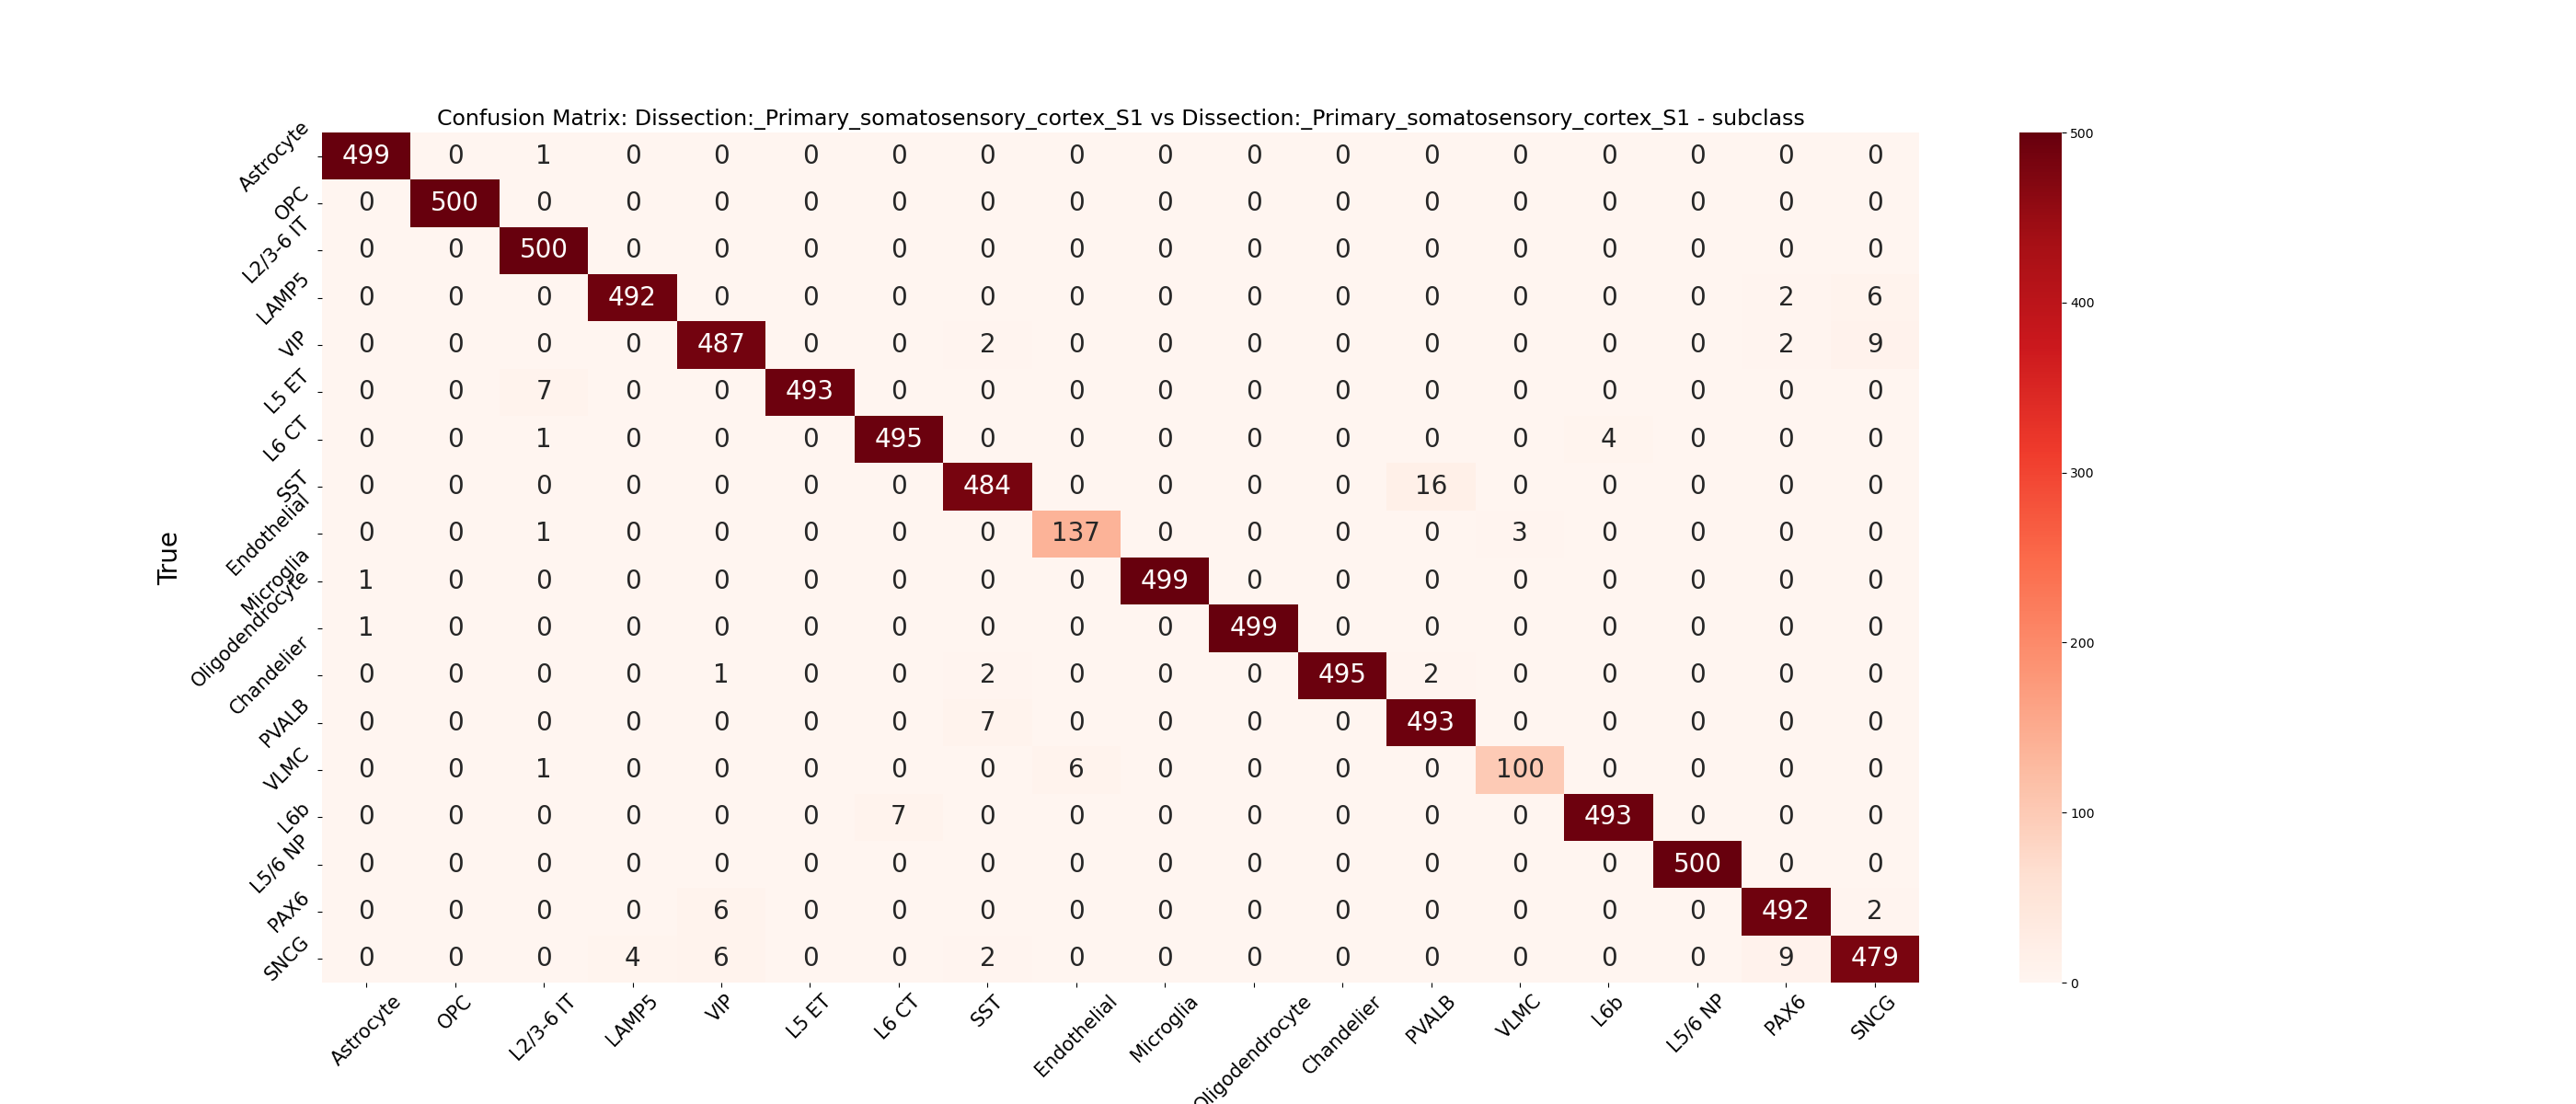 Confusion Matrix: Dissection:_Primary_somatosensory_cortex_S1 vs Dissection:_Primary_somatosensory_cortex_S1 - subclass
True
Astrocyte 499 0 1 0 0 0 0 0 0 0 0 0 0 0 0 0 0 0
OPC 0 500 0 0 0 0 0 0 0 0 0 0 0 0 0 0 0 0
L2/3-6 IT 0 0 500 0 0 0 0 0 0 0 0 0 0 0 0 0 0 0
LAMP5 0 0 0 492 0 0 0 0 0 0 0 0 0 0 0 0 2 6
VIP 0 0 0 0 487 0 0 2 0 0 0 0 0 0 0 0 2 9
L5 ET 0 0 7 0 0 493 0 0 0 0 0 0 0 0 0 0 0 0
L6 CT 0 0 1 0 0 0 495 0 0 0 0 0 0 0 4 0 0 0
SST 0 0 0 0 0 0 0 484 0 0 0 0 16 0 0 0 0 0
Endothelial 0 0 1 0 0 0 0 0 137 0 0 0 0 3 0 0 0 0
Microglia 1 0 0 0 0 0 0 0 0 499 0 0 0 0 0 0 0 0
Oligodendrocyte 1 0 0 0 0 0 0 0 0 0 499 0 0 0 0 0 0 0
Chandelier 0 0 0 0 1 0 0 2 0 0 0 495 2 0 0 0 0 0
PVALB 0 0 0 0 0 0 0 7 0 0 0 0 493 0 0 0 0 0
VLMC 0 0 1 0 0 0 0 0 6 0 0 0 0 100 0 0 0 0
L6b 0 0 0 0 0 0 7 0 0 0 0 0 0 0 493 0 0 0
L5/6 NP 0 0 0 0 0 0 0 0 0 0 0 0 0 0 0 500 0 0
PAX6 0 0 0 0 6 0 0 0 0 0 0 0 0 0 0 0 492 2
SNCG 0 0 0 4 6 0 0 2 0 0 0 0 0 0 0 0 9 479
Astrocyte OPC L2/3-6 IT LAMP5 VIP L5 ET L6 CT SST Endothelial Microglia Oligodendrocyte Chandelier PVALB VLMC L6b L5/6 NP PAX6 SNCG
500
400
300
200
100
0